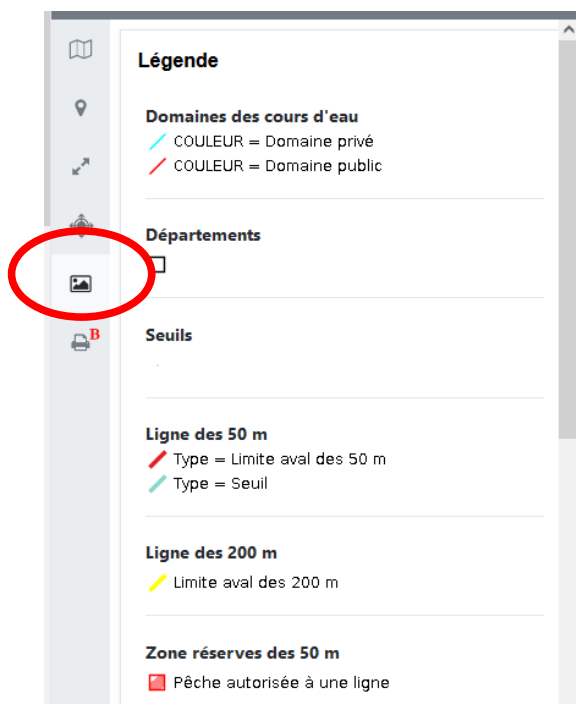 Légende
Domaines des cours d'eau
COULEUR = Domaine privé
COULEUR = Domaine public
Départements
B
Seuils
Ligne des 50 m
Type = Limite aval des 50 m
Type = Seuil
Ligne des 200 m
Limite aval des 200 m
Zone réserves des 50 m
Pêche autorisée à une ligne